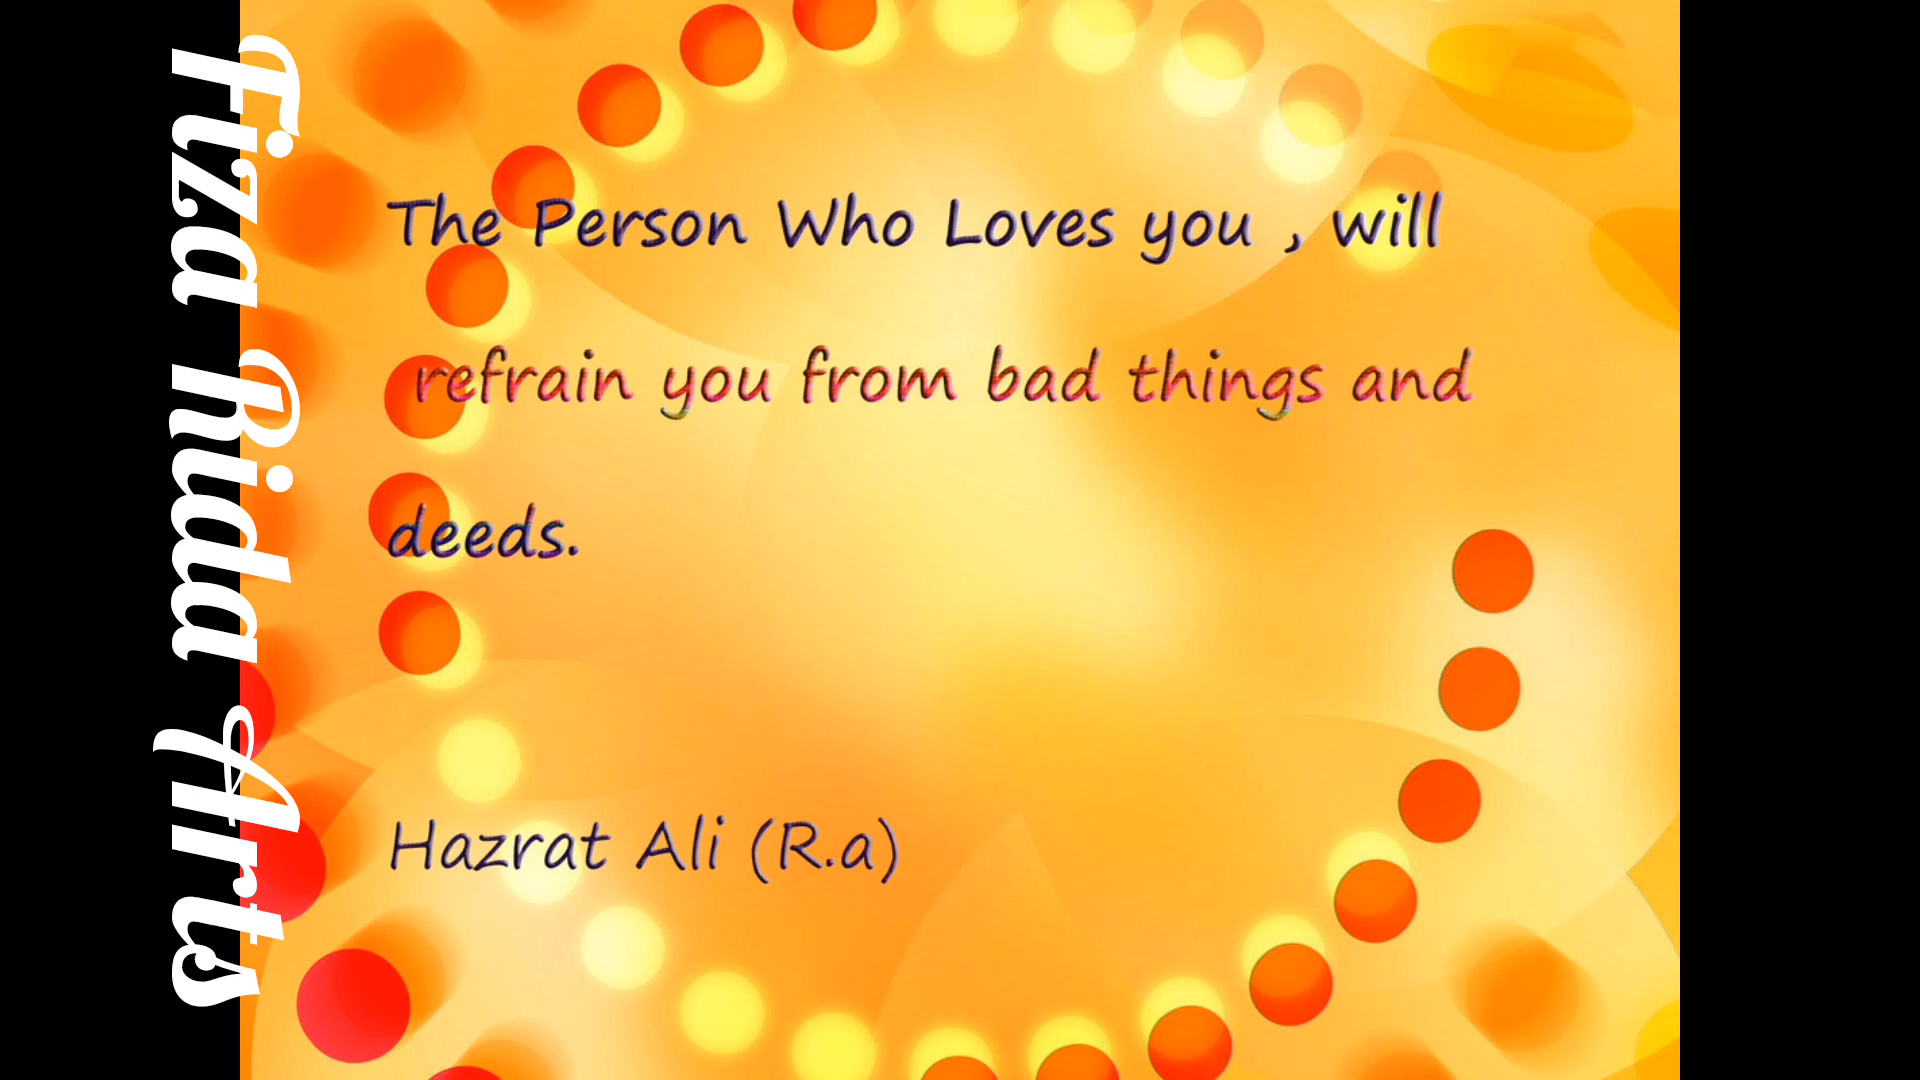 The Person Who Loves you , will
refrain you from bad things and
deeds.
Hazrat Ali (R.a)
Fiza Rida Arts